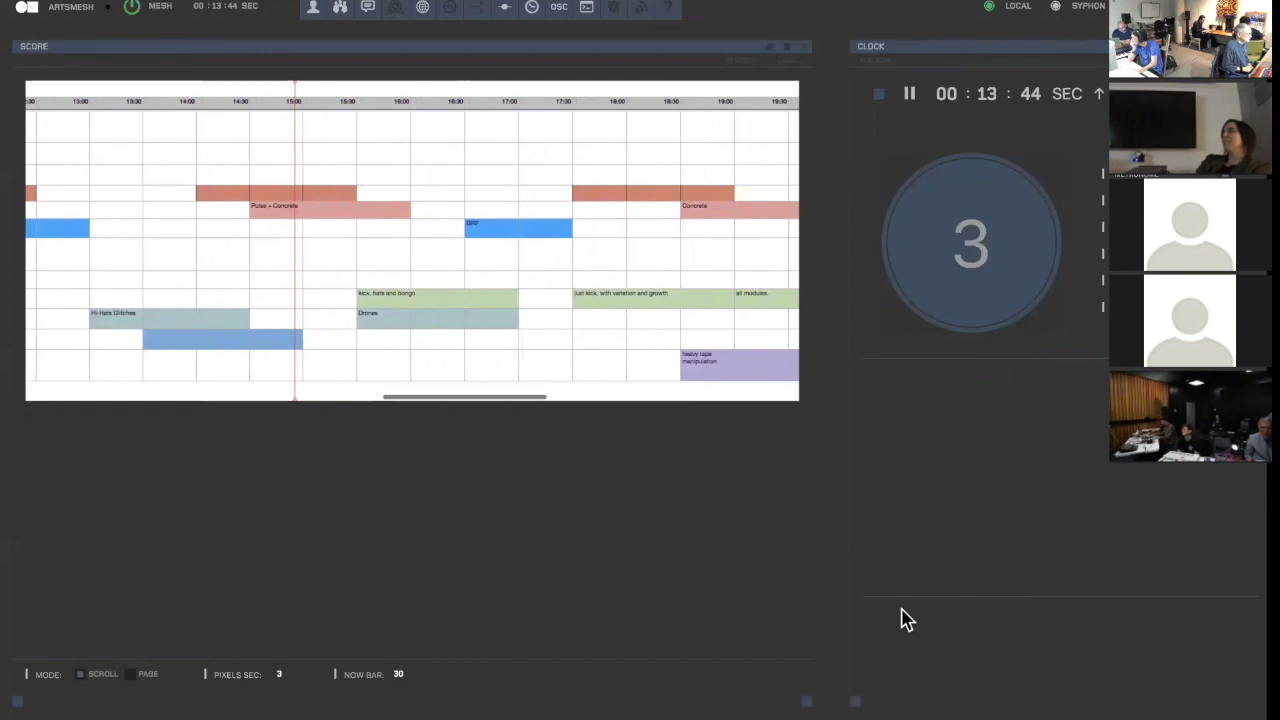 ARTSMESH
MESH
00 : 13 : 44 SEC
OSC
?
LOCAL
SYPHON
SCORE
CLOCK
:30 13:00 13:30 14:00 14:30 15:00 15:30 16:00 16:30 17:00 17:30 18:00 18:30 19:00 19:30
00 : 13 : 44 SEC
Pulse + Concrete
Concrete
kick, hats and bongo
just kick, with variation and growth
all modules
Hi-Hats Glitches
Drones
heavy tape
manipulation
3
METRONOME
MODE: SCROLL PAGE
PIXELS SEC: 3
NOW BAR: 30